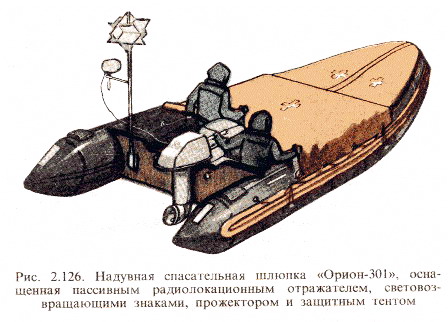 Рис. 2.126. Надувная спасательная шлюпка «Орион-301», осна-
щенная пассивным радиолокационным отражателем, световоз-
вращающими знаками, прожектором и защитным тентом